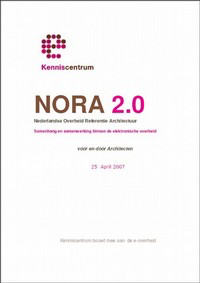 Kenniscentrum
NORA 2.0
Nederlandse Overheid Referentie Architectuur
Samenhang en samenwerking binnen de elektronische overheid
voor en door Architecten
25 April 2007
Kenniscentrum bouwt mee aan de e-overheid